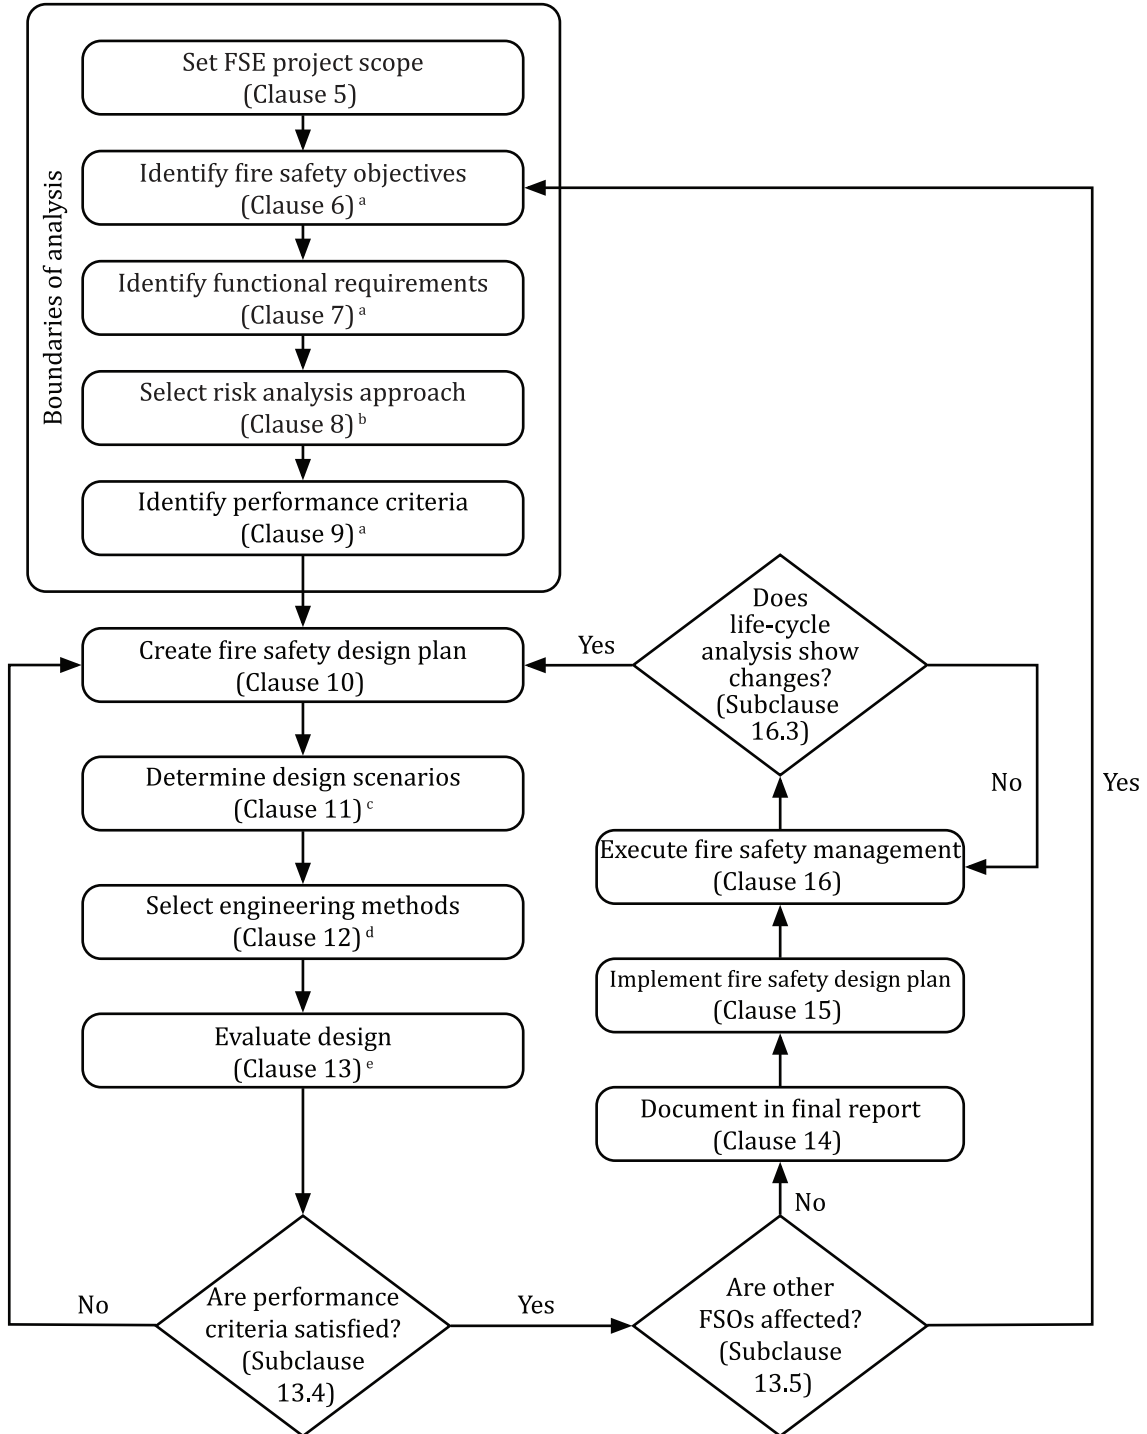 Boundaries of analysis
Set FSE project scope
(Clause 5)
Identify fire safety objectives
(Clause 6) a
Identify functional requirements
(Clause 7) a
Select risk analysis approach
(Clause 8) b
Identify performance criteria
(Clause 9) a
Create fire safety design plan
(Clause 10)
Determine design scenarios
(Clause 11) c
Select engineering methods
(Clause 12) d
Evaluate design
(Clause 13) e
Are performance
criteria satisfied?
(Subclause
13.4)
No
Yes
Are other
FSOs affected?
(Subclause
13.5)
No
Yes
Document in final report
(Clause 14)
Implement fire safety design plan
(Clause 15)
Execute fire safety management
(Clause 16)
Does
life-cycle
analysis show
changes?
(Subclause
16.3)
Yes
No